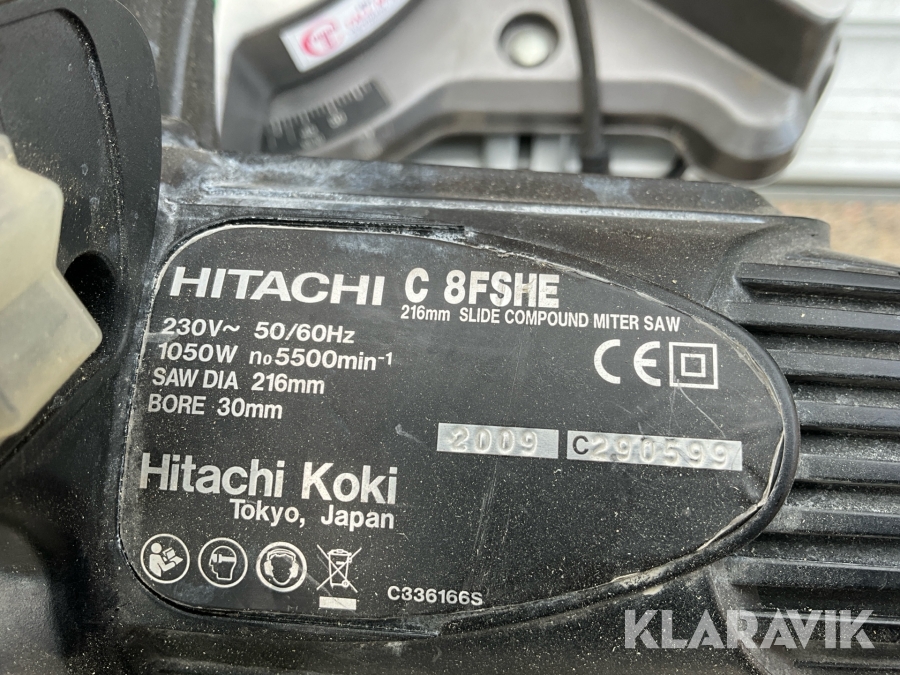 HITACHI C 8FSHE
216mm SLIDE COMPOUND MITER SAW
230V~ 50/60Hz
1050W no5500min-1
SAW DIA 216mm
BORE 30mm
CE
2009 C290599
Hitachi Koki
Tokyo, Japan
C336166S
KLARAVIK